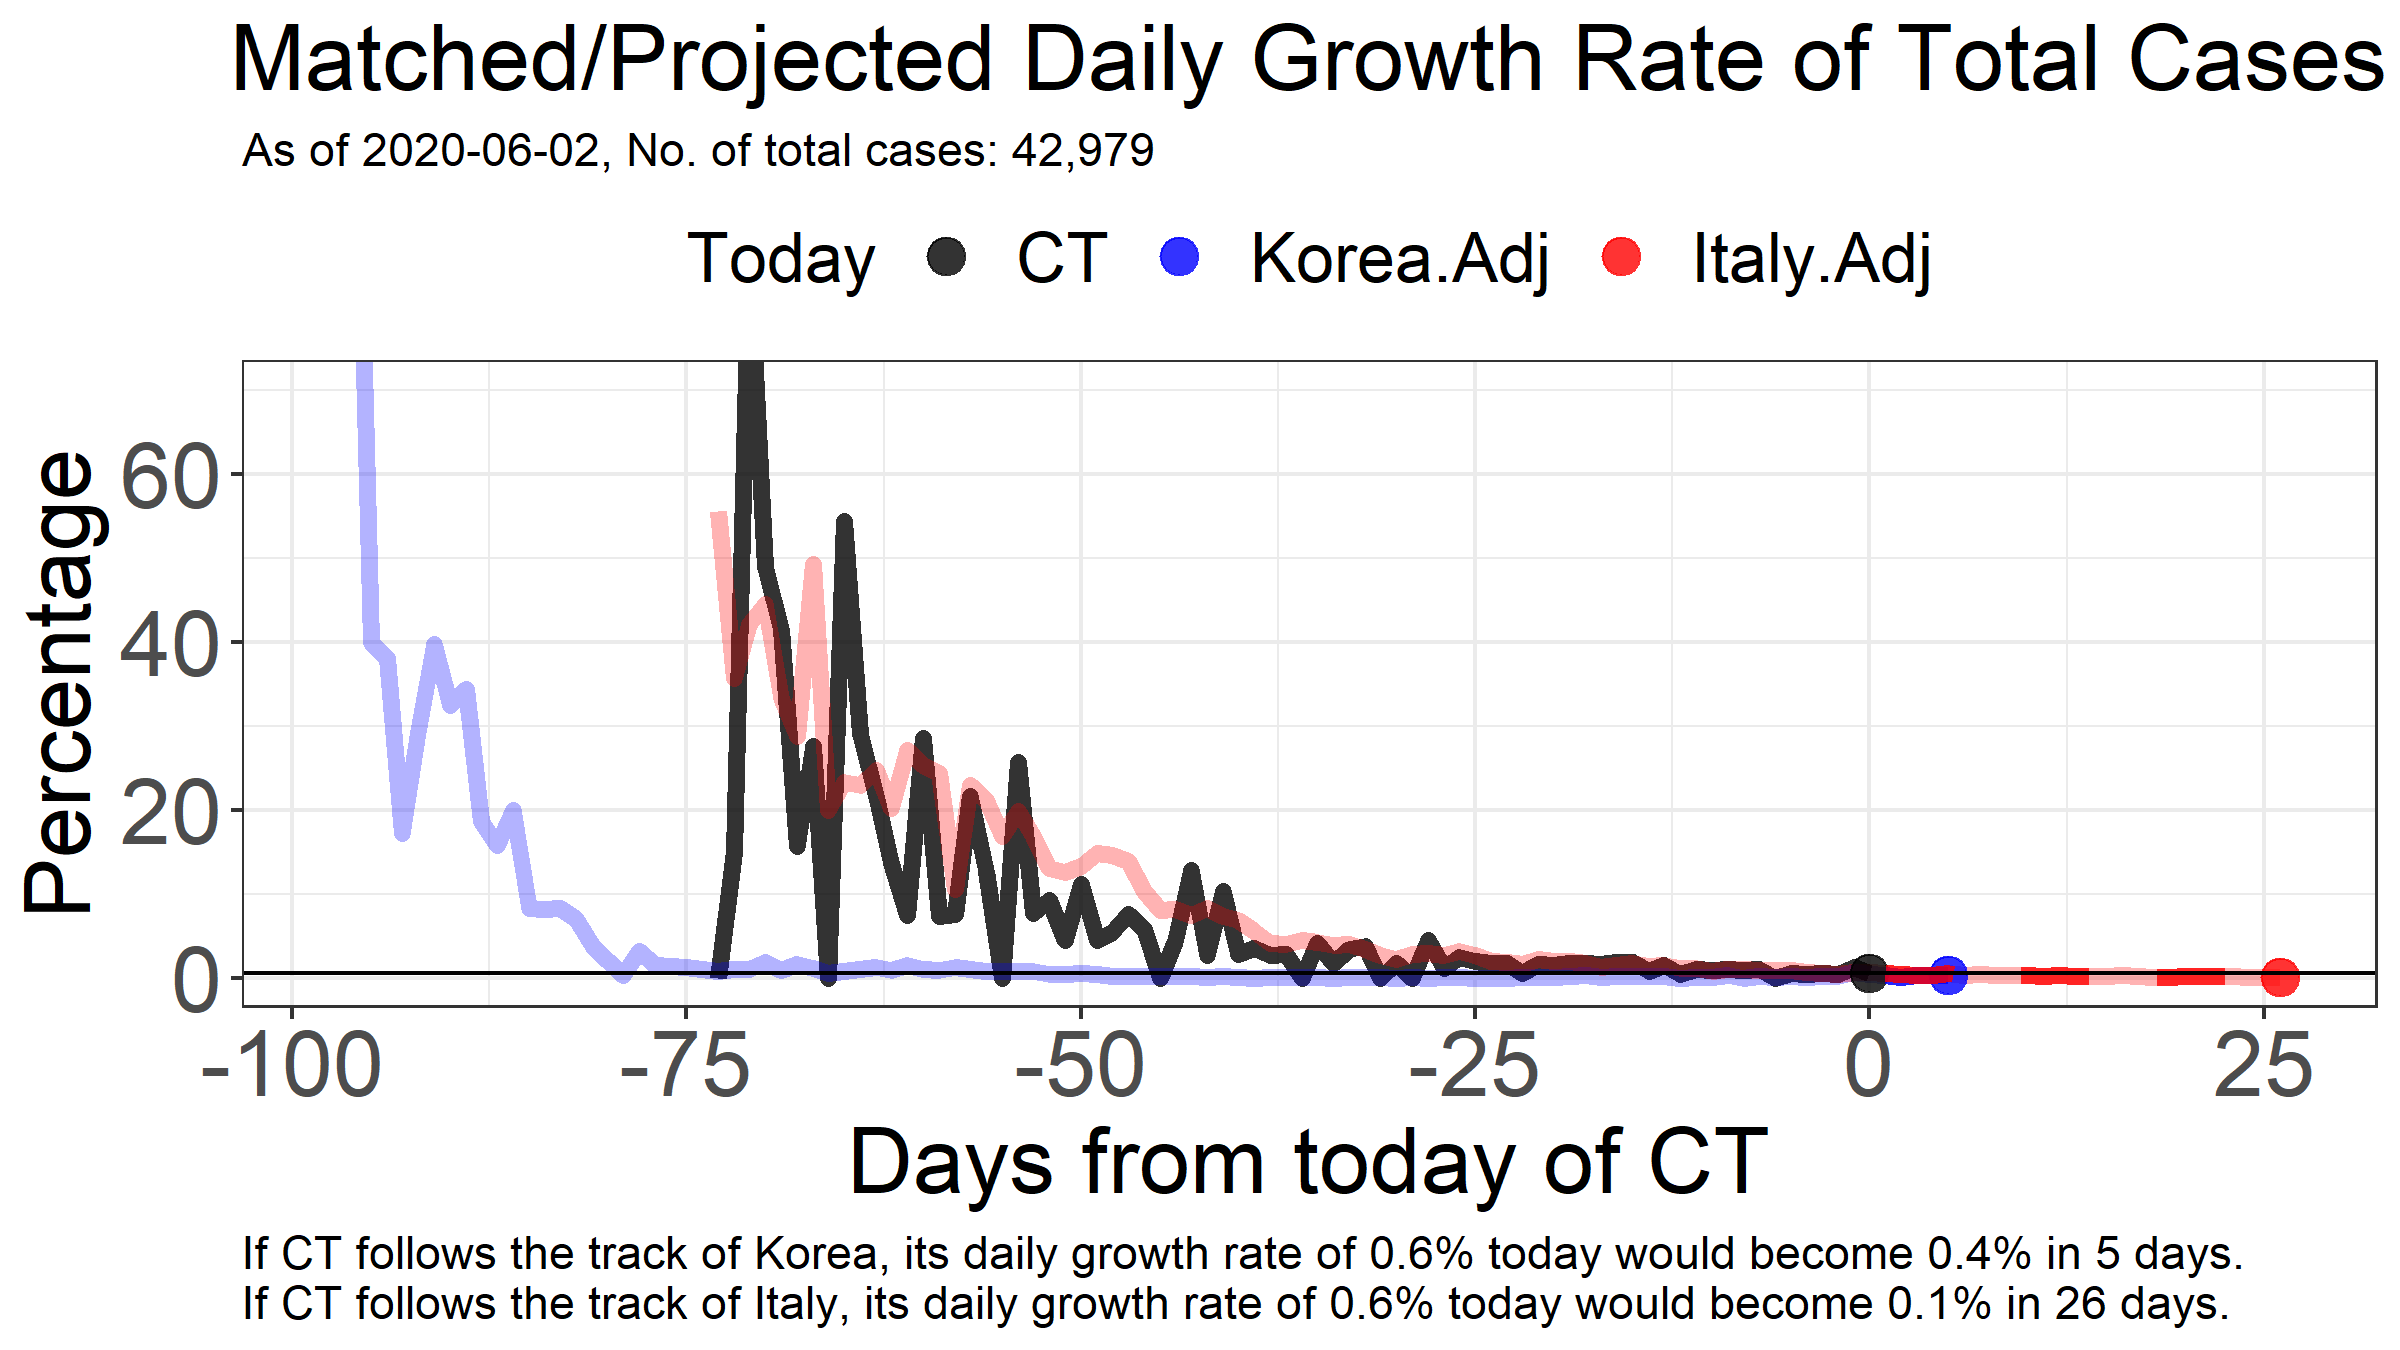 Matched/Projected Daily Growth Rate of Total Cases
As of 2020-06-02, No. of total cases: 42,979
Today CT Korea.Adj Italy.Adj
Percentage
60
40
20
0
-100 -75 -50 -25 0 25
Days from today of CT
If CT follows the track of Korea, its daily growth rate of 0.6% today would become 0.4% in 5 days.
If CT follows the track of Italy, its daily growth rate of 0.6% today would become 0.1% in 26 days.